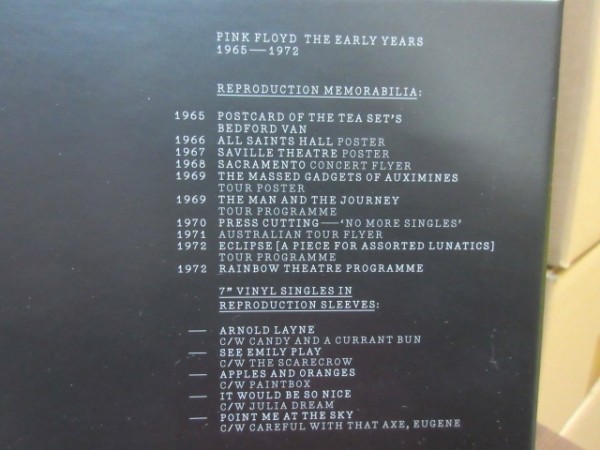 PINK FLOYD THE EARLY YEARS
1965—1972
REPRODUCTION MEMORABILIA:
1965 POSTCARD OF THE TEA SET'S
BEDFORD VAN
1966 ALL SAINTS HALL POSTER
1967 SAVILLE THEATRE POSTER
1968 SACRAMENTO CONCERT FLYER
1969 THE MASSED GADGETS OF AUXIMINES
TOUR POSTER
1969 THE MAN AND THE JOURNEY
TOUR PROGRAMME
1970 PRESS CUTTING—'NO MORE SINGLES'
1971 AUSTRALIAN TOUR FLYER
1972 ECLIPSE [A PIECE FOR ASSORTED LUNATICS]
TOUR PROGRAMME
1972 RAINBOW THEATRE PROGRAMME
7" VINYL SINGLES IN
REPRODUCTION SLEEVES:
— ARNOLD LAYNE
C/W CANDY AND A CURRANT BUN
— SEE EMILY PLAY
C/W THE SCARECROW
— APPLES AND ORANGES
C/W PAINTBOX
— IT WOULD BE SO NICE
C/W JULIA DREAM
— POINT ME AT THE SKY
C/W CAREFUL WITH THAT AXE, EUGENE